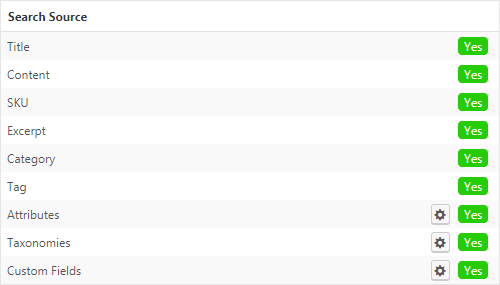 Search Source
Title Yes
Content Yes
SKU Yes
Excerpt Yes
Category Yes
Tag Yes
Attributes Yes
Taxonomies Yes
Custom Fields Yes